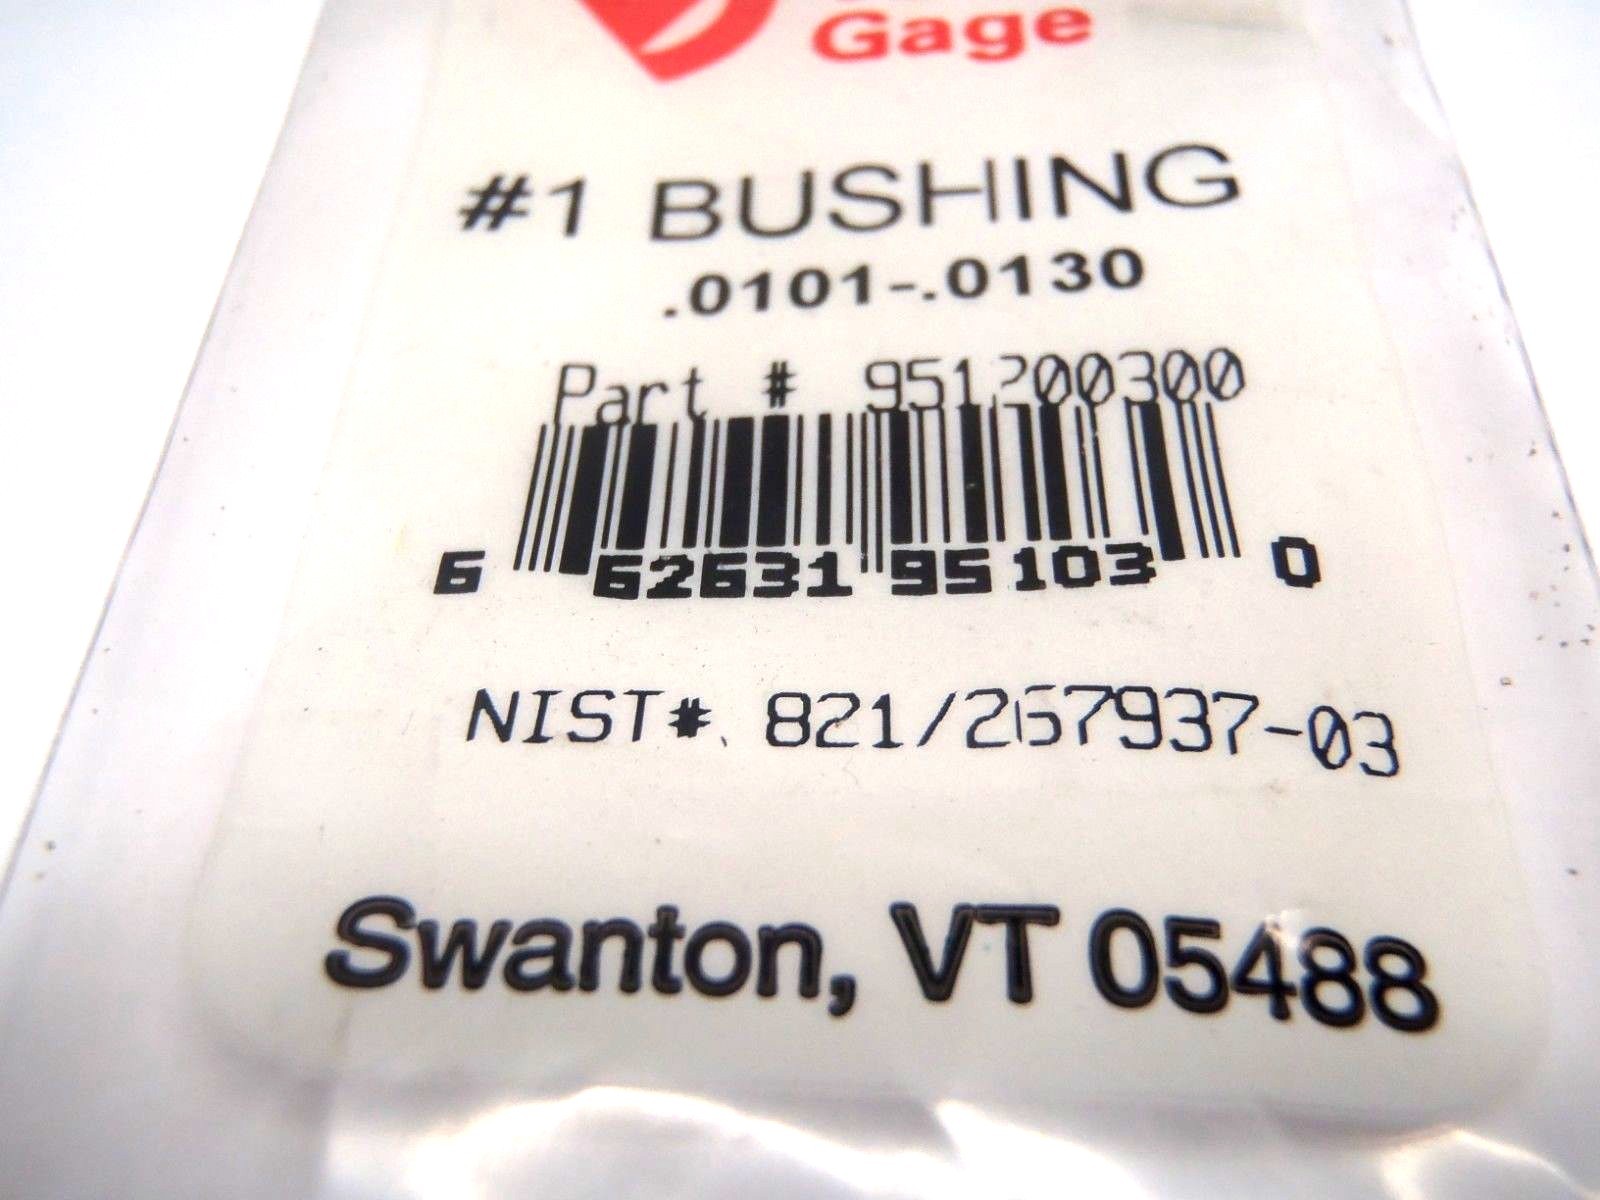 Gage
#1 BUSHING
.0101-.0130
Part # 951200300
6 62631 95103 0
NIST#. 821/267937-03
Swanton, VT 05488